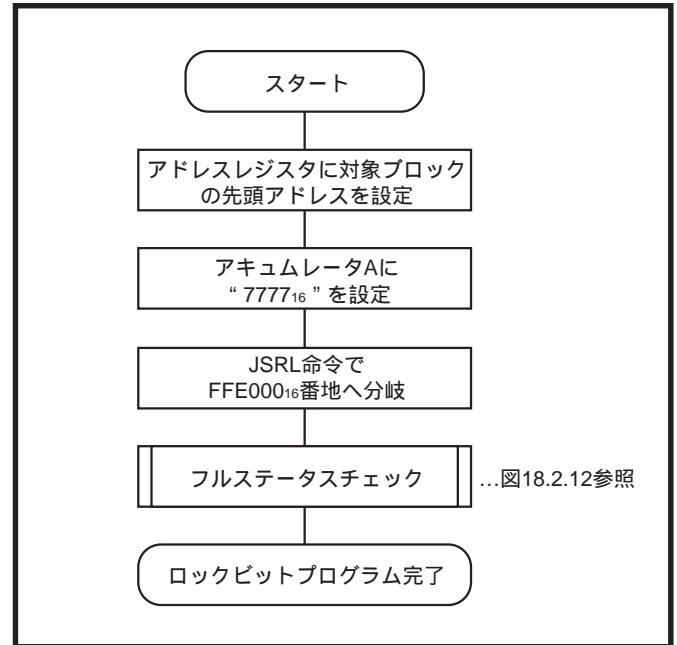 スタート
アドレスレジスタに対象ブロック
の先頭アドレスを設定
アキュムレータAに
“ 7777₁₆ ” を設定
JSRL命令で
FFE000₁₆番地へ分岐
フルステータスチェック
…図18.2.12参照
ロックビットプログラム完了